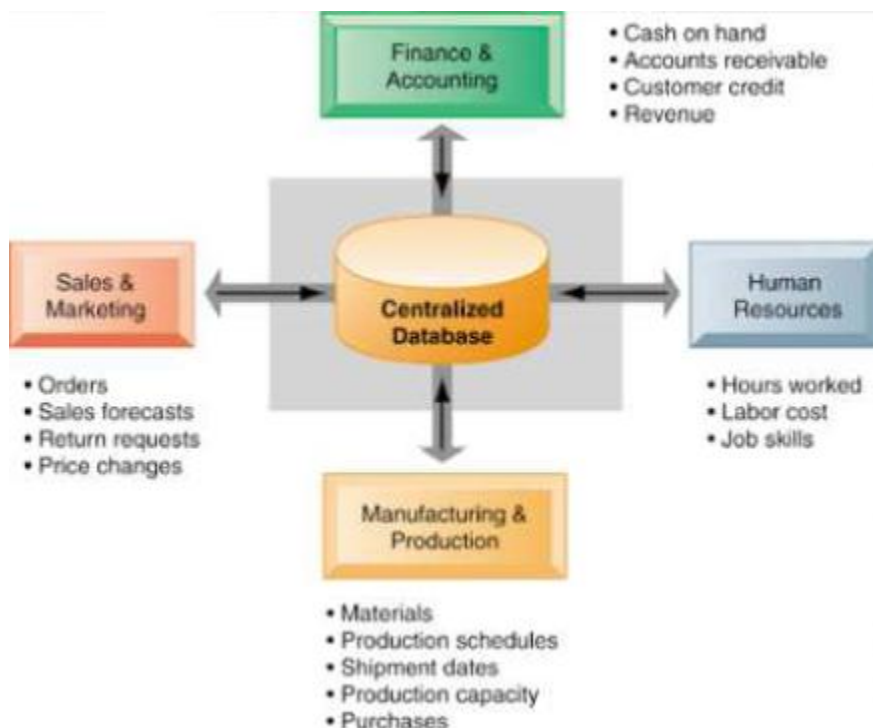 Finance &
Accounting
• Cash on hand
• Accounts receivable
• Customer credit
• Revenue
Sales &
Marketing
Centralized
Database
Human
Resources
• Orders
• Sales forecasts
• Return requests
• Price changes
• Hours worked
• Labor cost
• Job skills
Manufacturing &
Production
• Materials
• Production schedules
• Shipment dates
• Production capacity
• Purchases